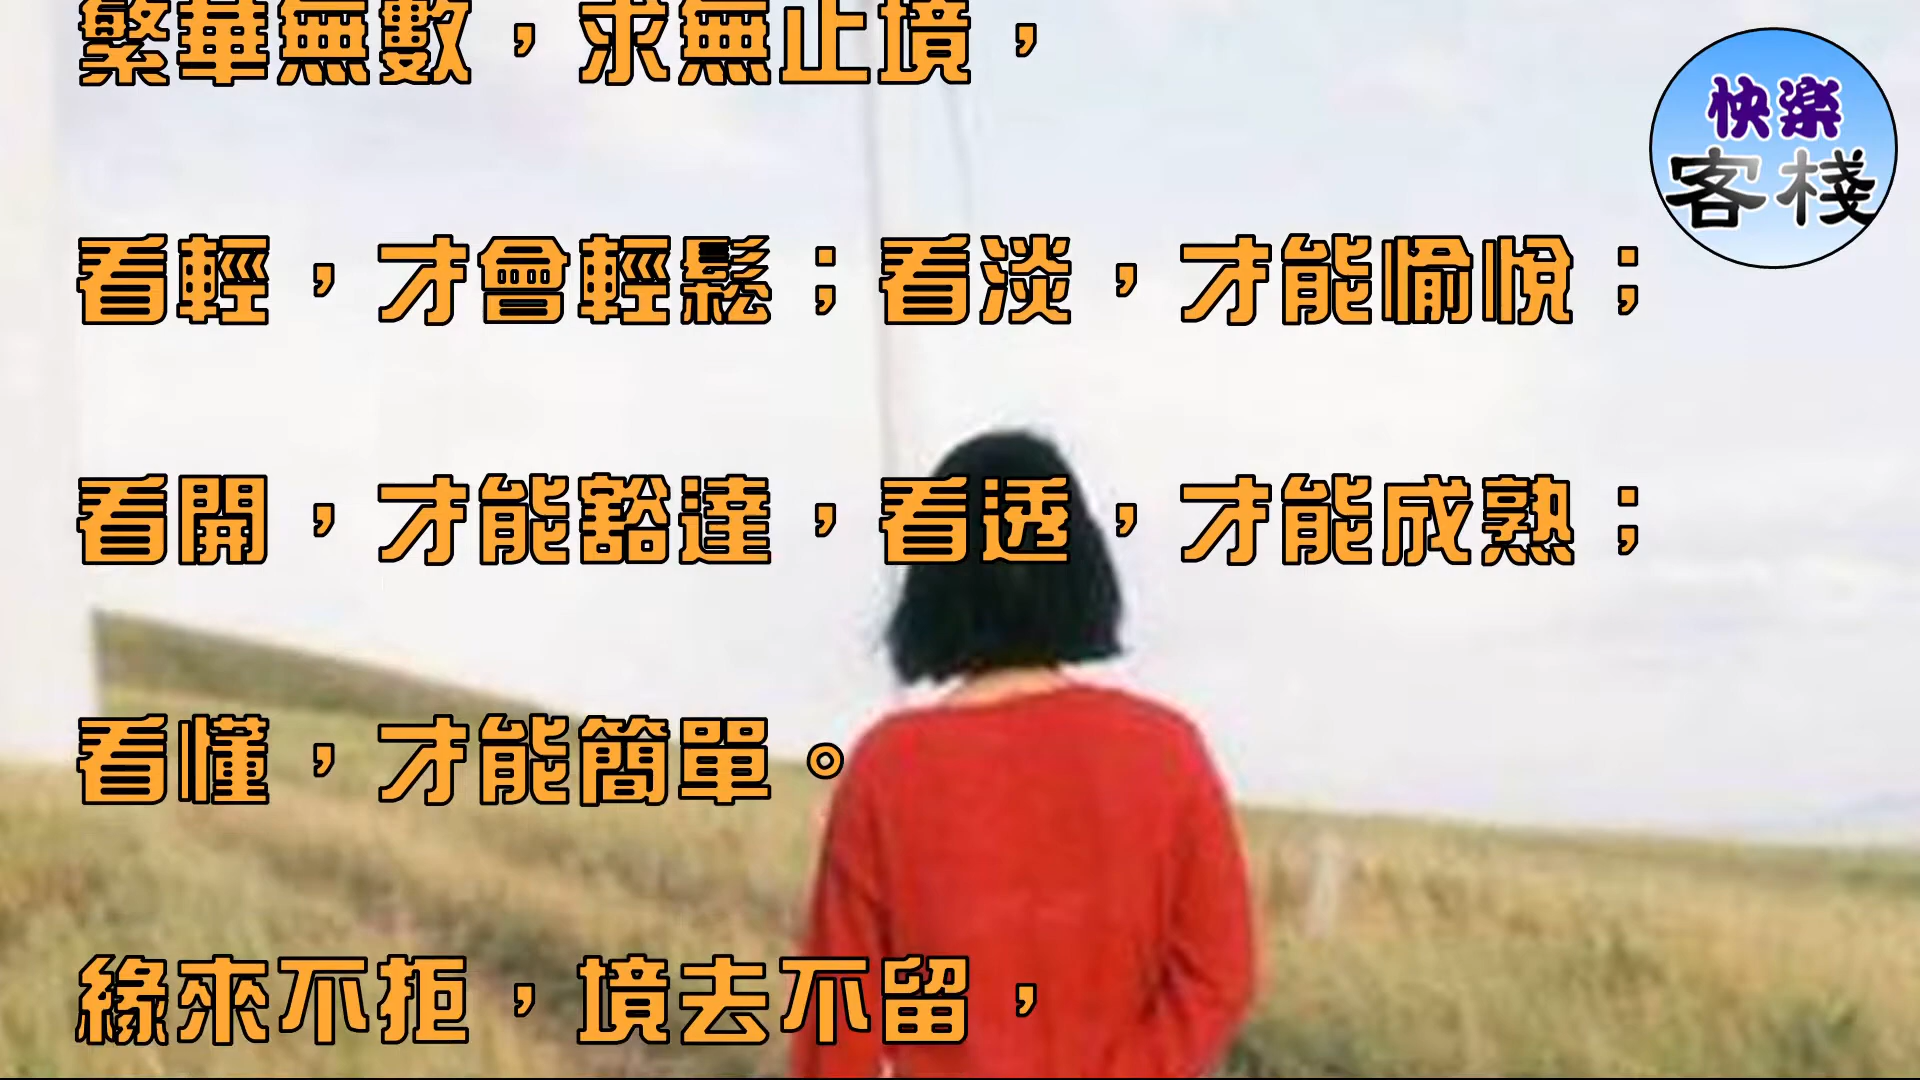 繁華無數，求無止境，
快樂
客棧
看輕，才會輕鬆；看淡，才能愉悅；
看開，才能豁達，看透，才能成熟；
看懂，才能簡單。
緣來不拒，境去不留，